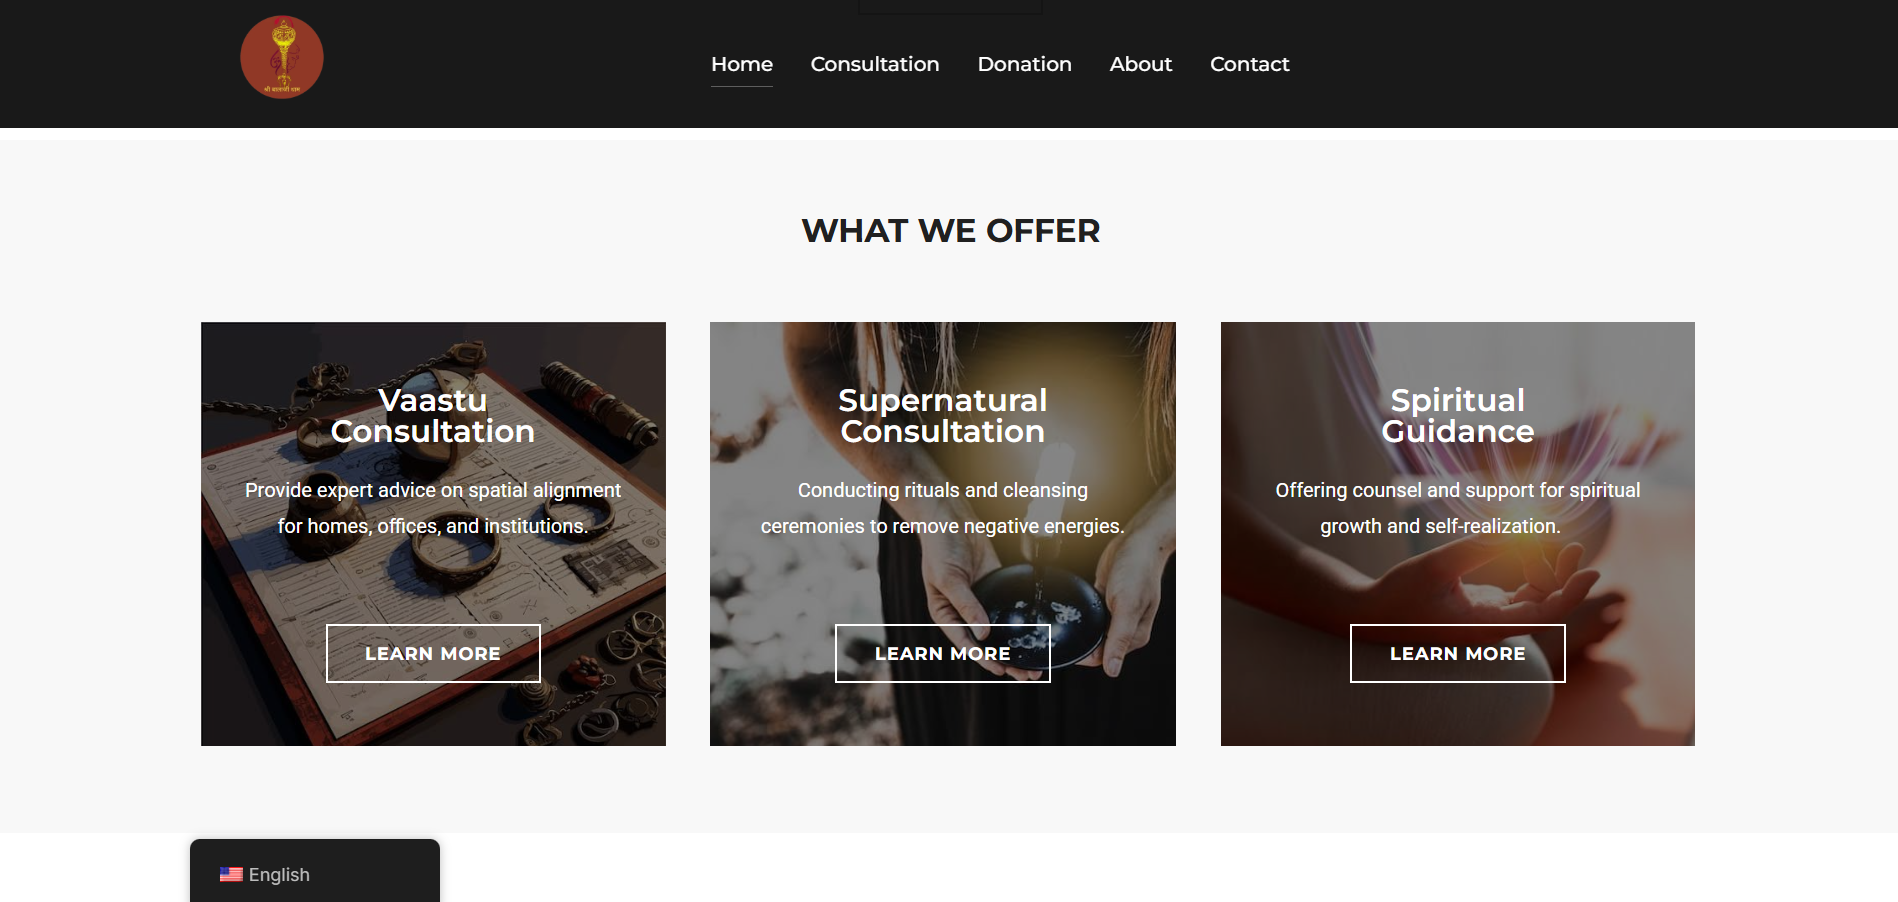 श्री बालाजी धाम
Home Consultation Donation About Contact
WHAT WE OFFER
Vaastu
Consultation
Provide expert advice on spatial alignment
for homes, offices, and institutions.
LEARN MORE
Supernatural
Consultation
Conducting rituals and cleansing
ceremonies to remove negative energies.
LEARN MORE
Spiritual
Guidance
Offering counsel and support for spiritual
growth and self-realization.
LEARN MORE
English